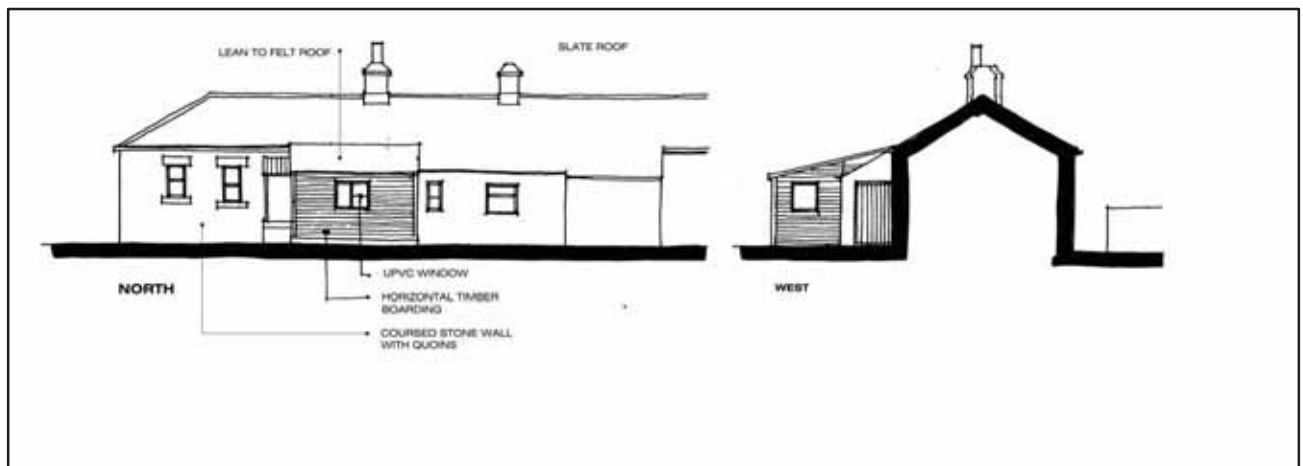 LEAN TO FELT ROOF
SLATE ROOF
UPVC WINDOW
NORTH
HORIZONTAL TIMBER
BOARDING
COURSED STONE WALL
WITH QUOINS
WEST